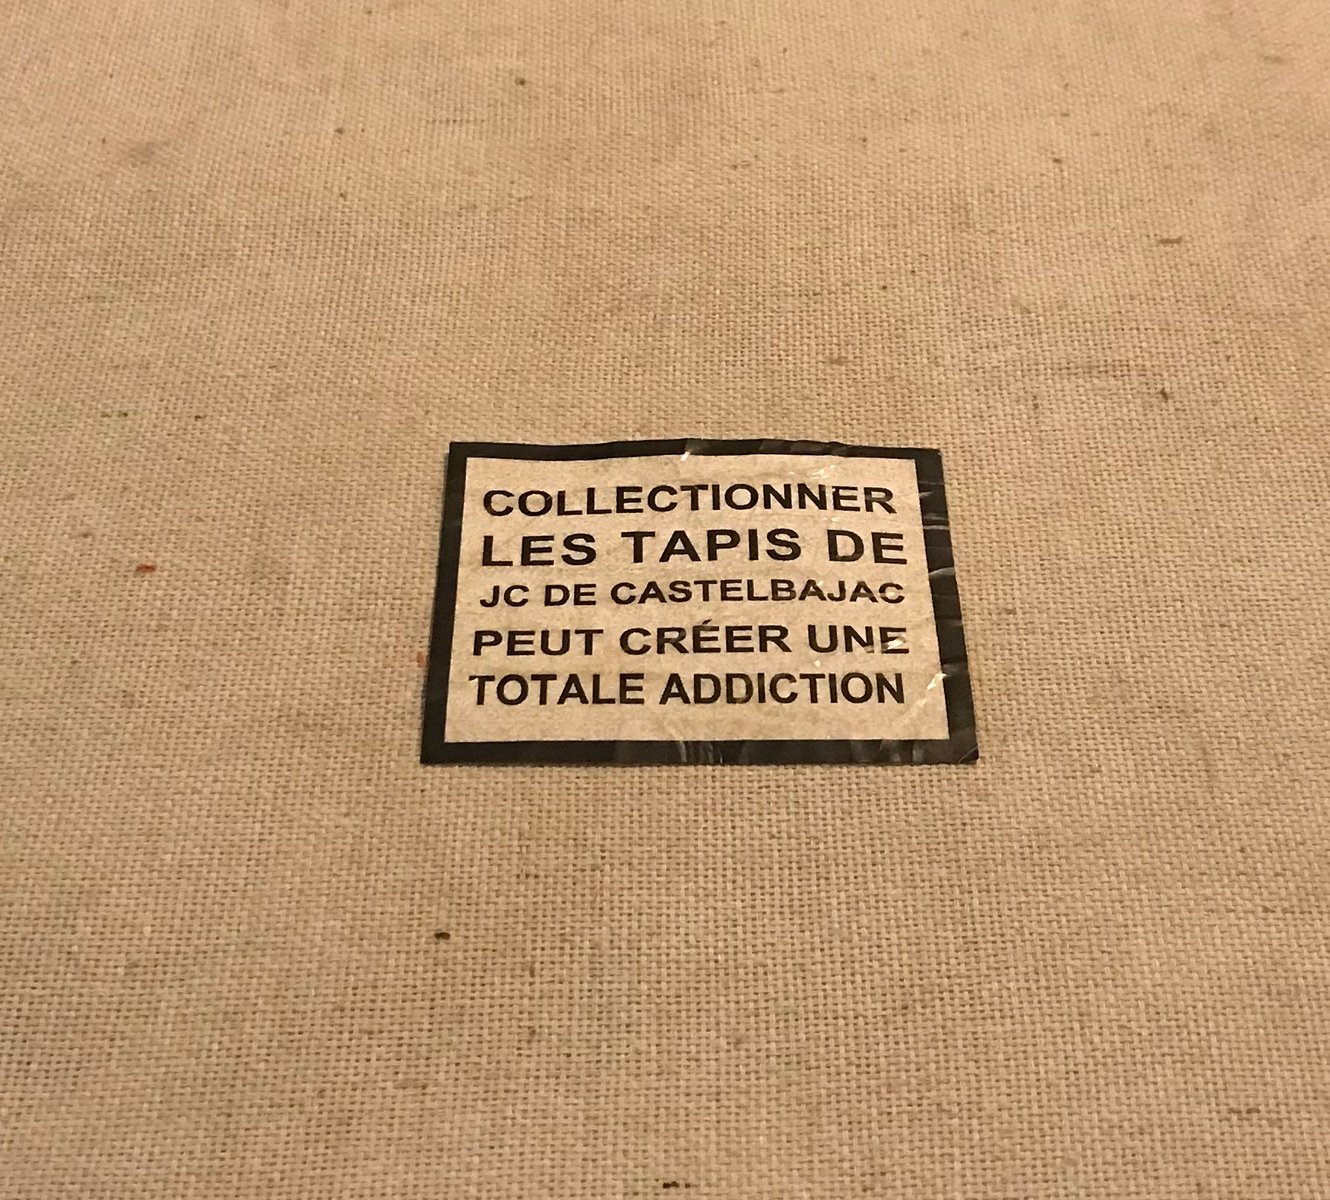 COLLECTIONNER
LES TAPIS DE
JC DE CASTELBAJAC
PEUT CRÉER UNE
TOTALE ADDICTION